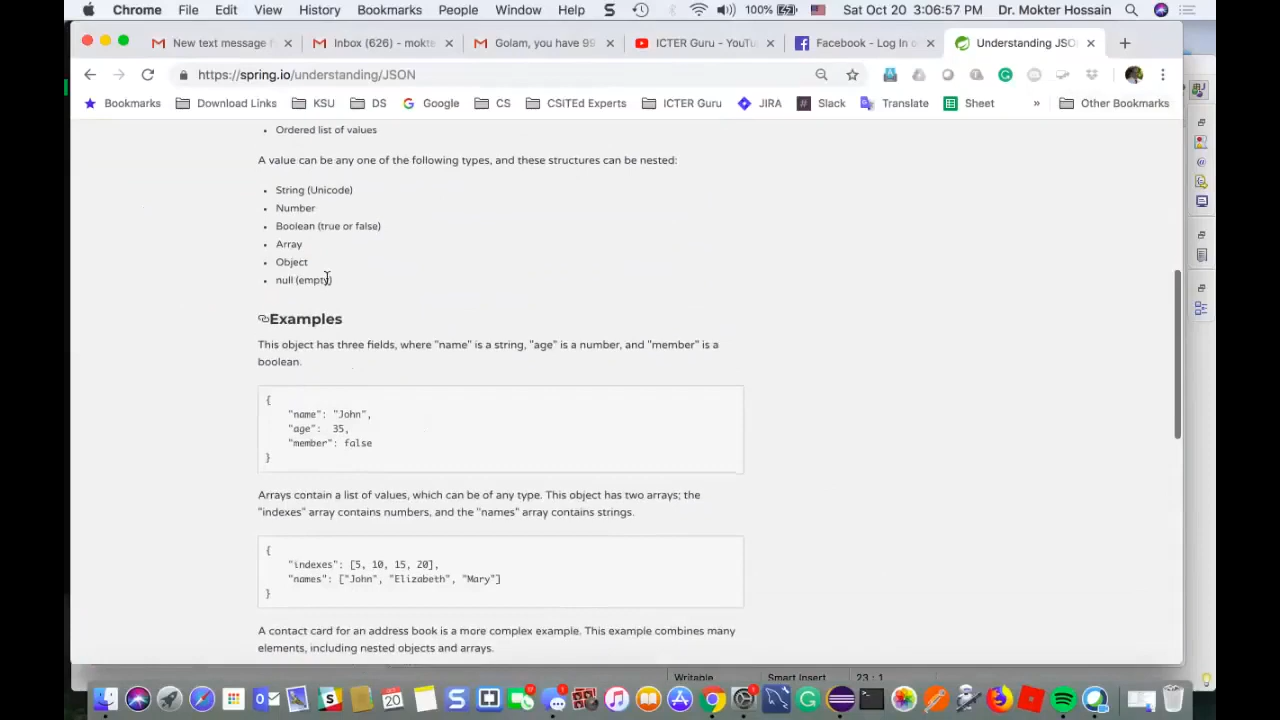 Chrome File Edit View History Bookmarks People Window Help 100% Sat Oct 20 3:06:57 PM Dr. Mokter Hossain
New text message f Inbox (626) - mokte Golam, you have 99 ICTER Guru - YouTu Facebook - Log In o Understanding JSO
https://spring.io/understanding/JSON
Bookmarks Download Links KSU DS Google CS CSITEd Experts ICTER Guru JIRA Slack Translate Sheet » Other Bookmarks
• Ordered list of values
A value can be any one of the following types, and these structures can be nested:
• String (Unicode)
• Number
• Boolean (true or false)
• Array
• Object
• null (empty)
Examples
This object has three fields, where "name" is a string, "age" is a number, and "member" is a
boolean.
{
"name": "John",
"age": 35,
"member": false
}
Arrays contain a list of values, which can be of any type. This object has two arrays; the
"indexes" array contains numbers, and the "names" array contains strings.
{
"indexes": [5, 10, 15, 20],
"names": ["John", "Elizabeth", "Mary"]
}
A contact card for an address book is a more complex example. This example combines many
elements, including nested objects and arrays.
Writable Smart Insert 23 : 1